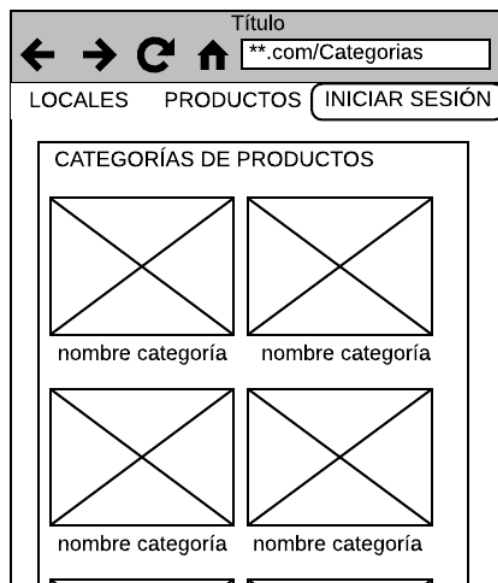 Título
**.com/Categorias
LOCALES PRODUCTOS INICIAR SESIÓN
CATEGORÍAS DE PRODUCTOS
nombre categoría nombre categoría
nombre categoría nombre categoría